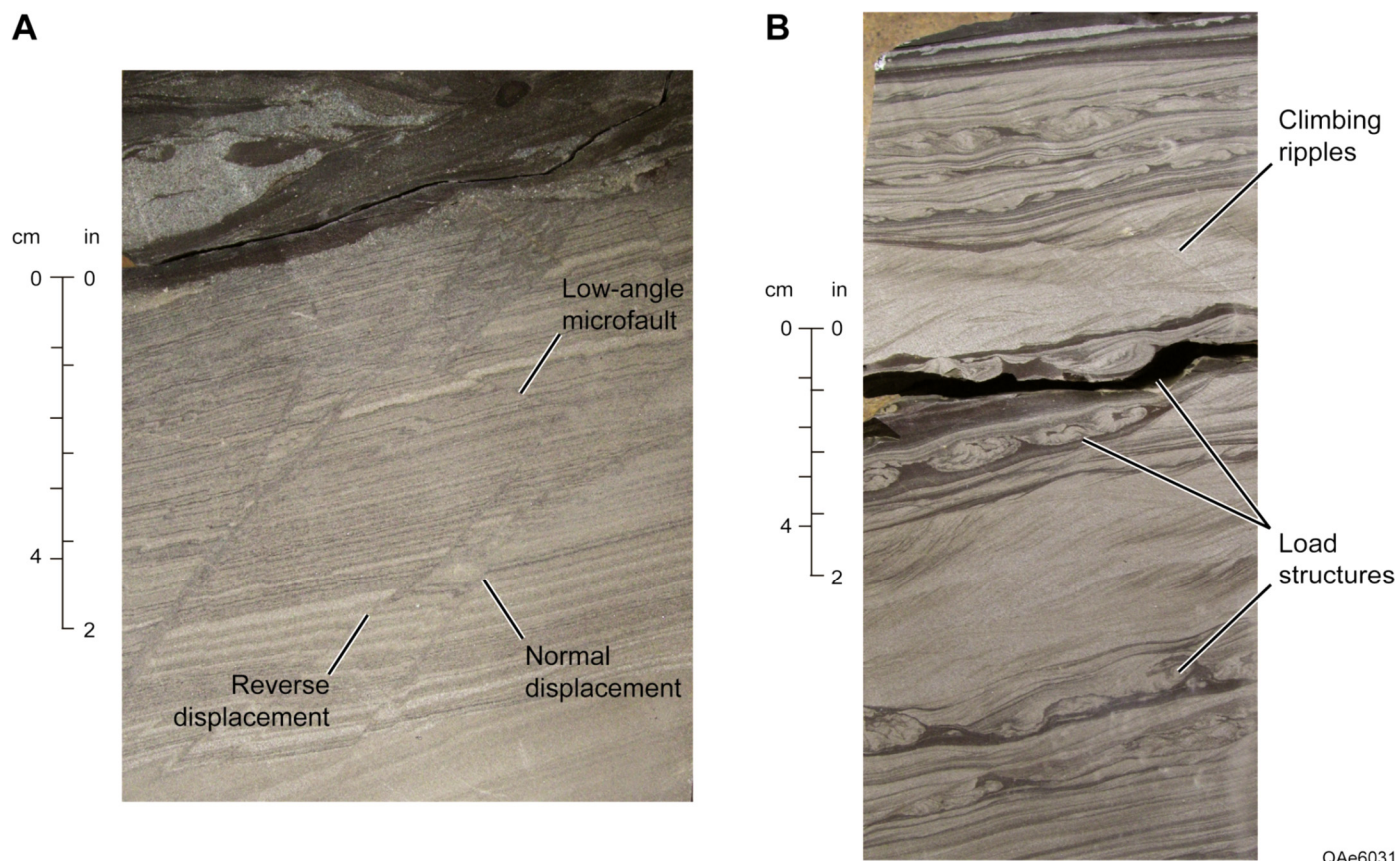 A
B
cm in
0 0
4
2
Low-angle
microfault
Reverse
displacement
Normal
displacement
cm in
0 0
4
2
Climbing
ripples
Load
structures
QAe6031